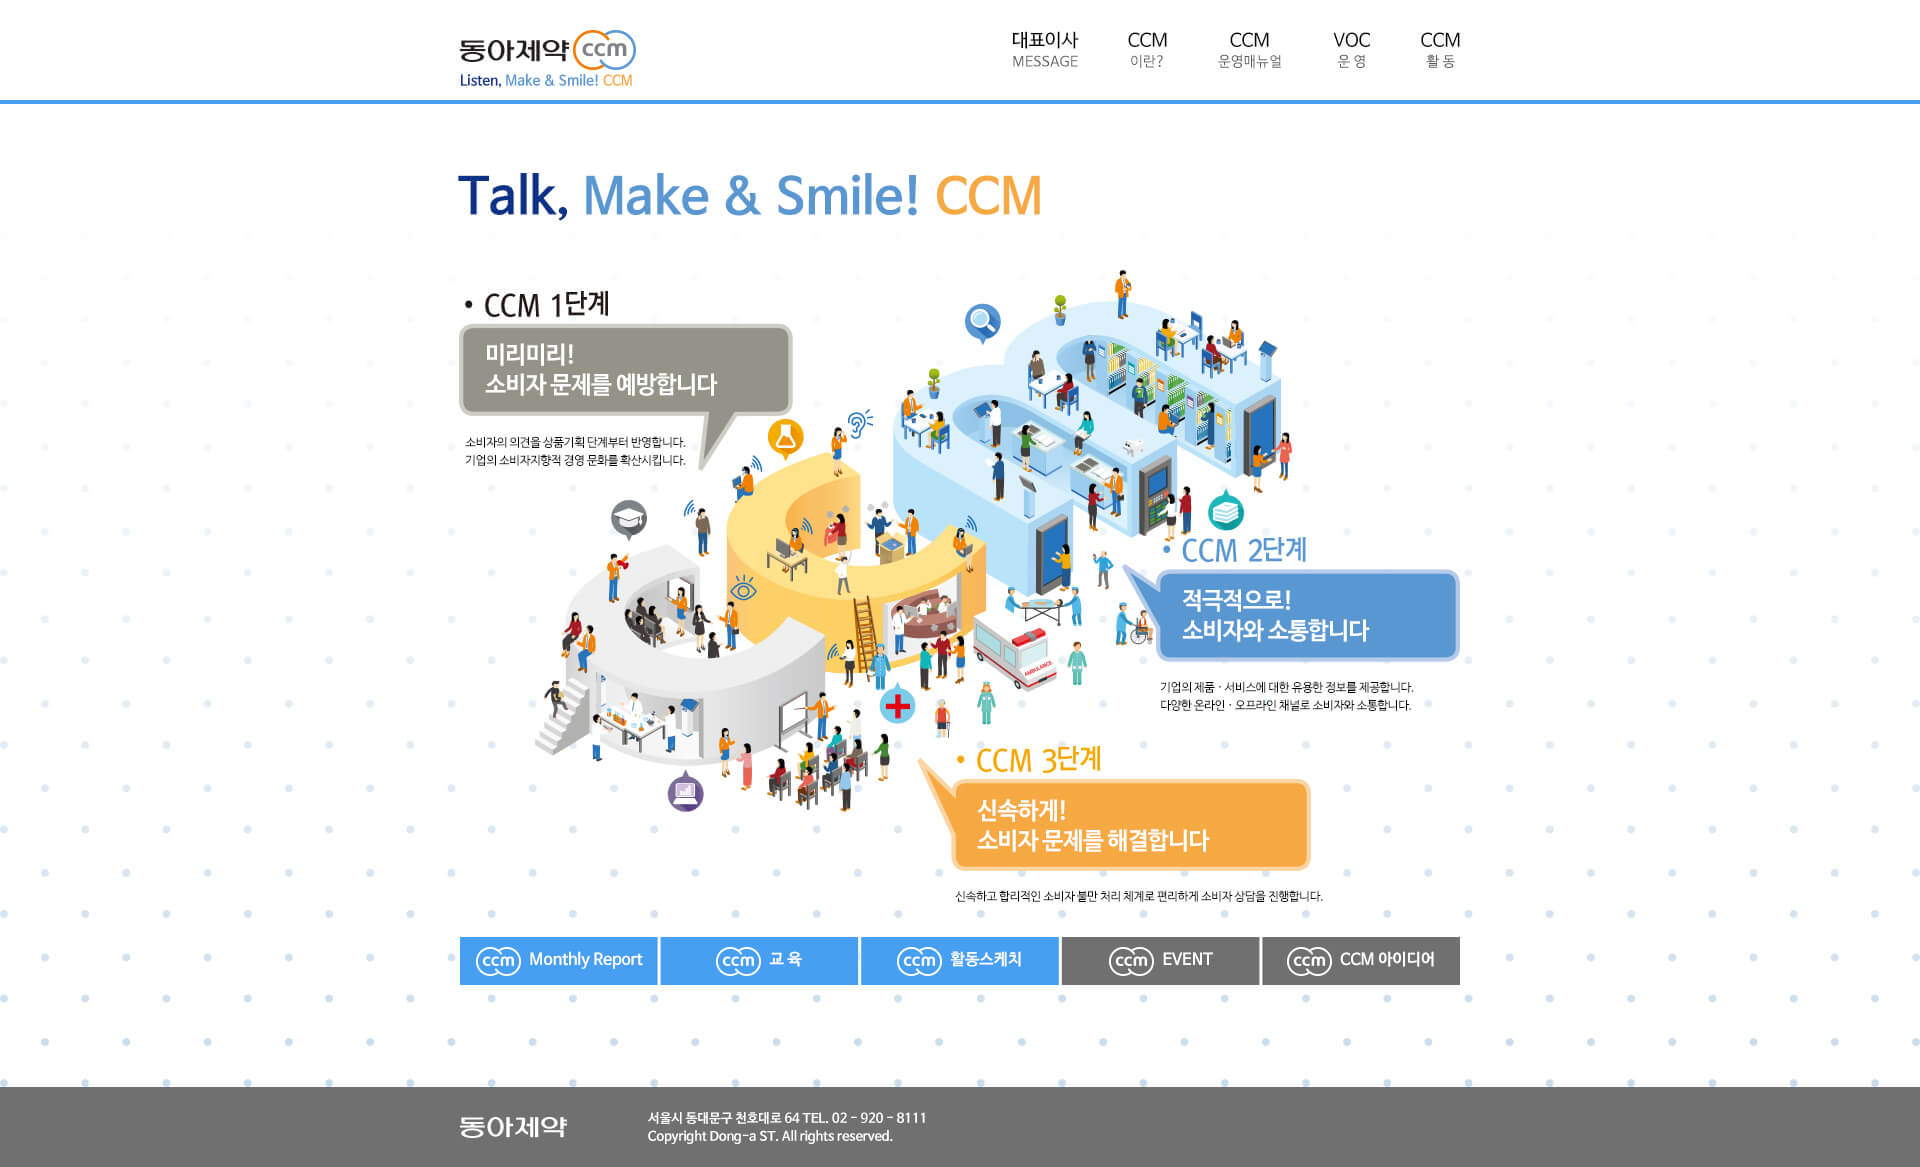 동아제약 ccm
Listen, Make & Smile! CCM
대표이사
MESSAGE
CCM
이란?
CCM
운영매뉴얼
VOC
운 영
CCM
활 동
Talk, Make & Smile! CCM
• CCM 1단계
미리미리!
소비자 문제를 예방합니다
소비자의 의견을 상품기획 단계부터 반영합니다.
기업의 소비자지향적 경영 문화를 확산시킵니다.
• CCM 2단계
적극적으로!
소비자와 소통합니다
기업의 제품 · 서비스에 대한 유용한 정보를 제공합니다.
다양한 온라인 · 오프라인 채널로 소비자와 소통합니다.
AMBULANCE
• CCM 3단계
신속하게!
소비자 문제를 해결합니다
신속하고 합리적인 소비자 불만 처리 체계로 편리하게 소비자 상담을 진행합니다.
ccm Monthly Report
ccm 교 육
ccm 활동스케치
ccm EVENT
ccm CCM 아이디어
동아제약
서울시 동대문구 천호대로 64 TEL. 02 - 920 - 8111
Copyright Dong-a ST. All rights reserved.